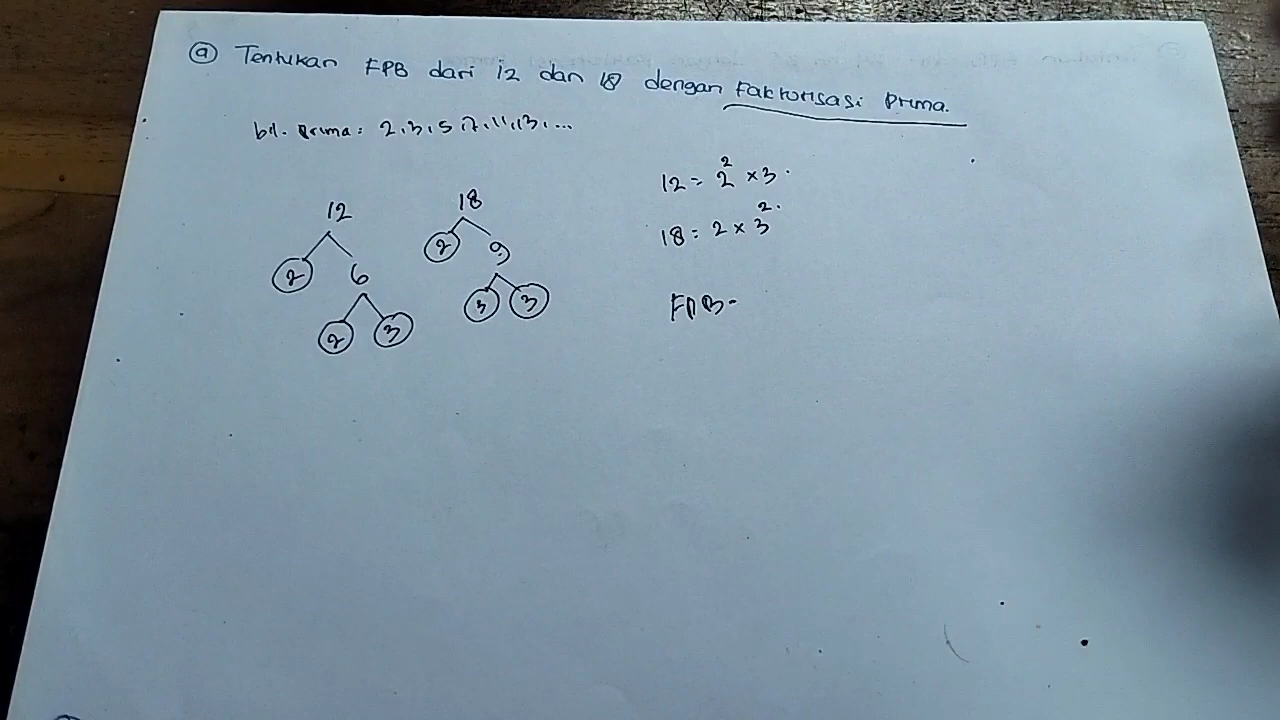 a Tentukan FPB dari 12 dan 18 dengan Faktorisasi Prima.
bil. prima: 2, 3, 5, 7, 11, 13, ...
12
2 6
2 3
18
2 9
3 3
12 = 2² × 3.
18 = 2 × 3².
FPB =